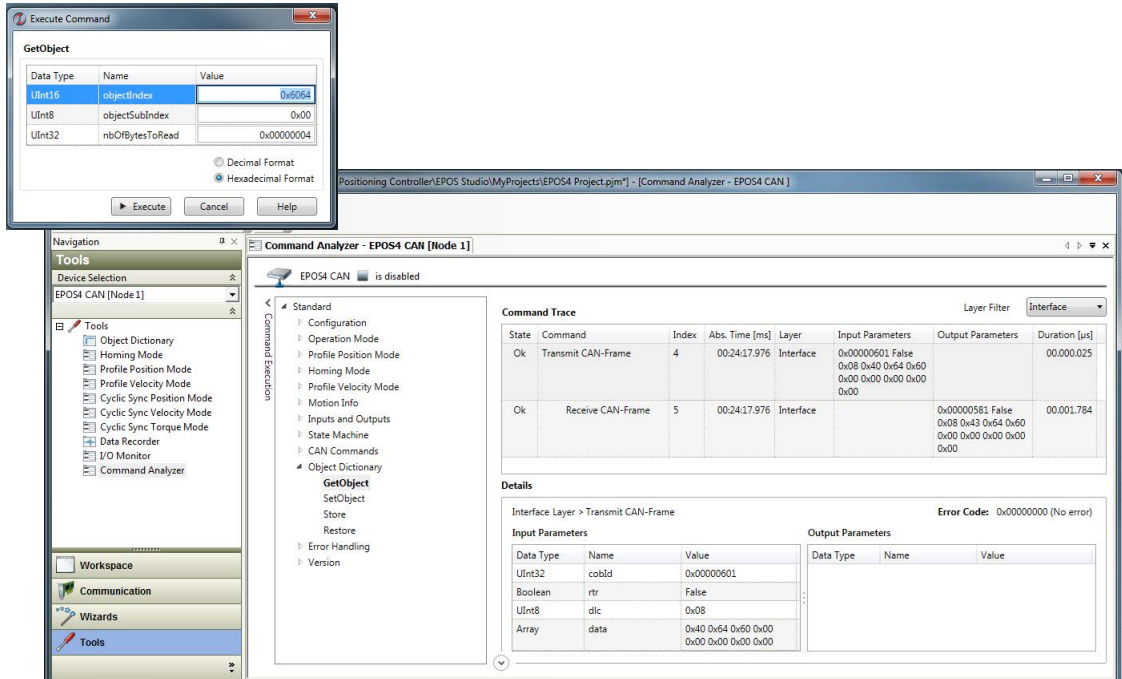 Execute Command
GetObject
Data Type Name Value
UInt16 objectIndex 0x6064
UInt8 objectSubIndex 0x00
UInt32 nbOfBytesToRead 0x00000004
Decimal Format
Hexadecimal Format
Execute Cancel Help
Positioning Controller\EPOS Studio\MyProjects\EPOS4 Project.pjm*] - [Command Analyzer - EPOS4 CAN ]
Navigation
Tools
Device Selection
EPOS4 CAN [Node 1]
Tools
Object Dictionary
Homing Mode
Profile Position Mode
Profile Velocity Mode
Cyclic Sync Position Mode
Cyclic Sync Velocity Mode
Cyclic Sync Torque Mode
Data Recorder
I/O Monitor
Command Analyzer
Workspace
Communication
Wizards
Tools
Command Analyzer - EPOS4 CAN [Node 1]
EPOS4 CAN is disabled
Command Execution
Standard
Configuration
Operation Mode
Profile Position Mode
Homing Mode
Profile Velocity Mode
Motion Info
Inputs and Outputs
State Machine
CAN Commands
Object Dictionary
GetObject
SetObject
Store
Restore
Error Handling
Version
Command Trace
Layer Filter Interface
State Command Index Abs. Time [ms] Layer Input Parameters Output Parameters Duration [µs]
Ok Transmit CAN-Frame 4 00:24:17.976 Interface 0x00000601 False 00.000.025
0x08 0x40 0x64 0x60
0x00 0x00 0x00 0x00
0x00
Ok Receive CAN-Frame 5 00:24:17.976 Interface 0x00000581 False 00.001.784
0x08 0x43 0x64 0x60
0x00 0x00 0x00 0x00
0x00
Details
Interface Layer > Transmit CAN-Frame Error Code: 0x00000000 (No error)
Input Parameters
Data Type Name Value
UInt32 cobId 0x00000601
Boolean rtr False
UInt8 dlc 0x08
Array data 0x40 0x64 0x60 0x00
0x00 0x00 0x00 0x00
Output Parameters
Data Type Name Value